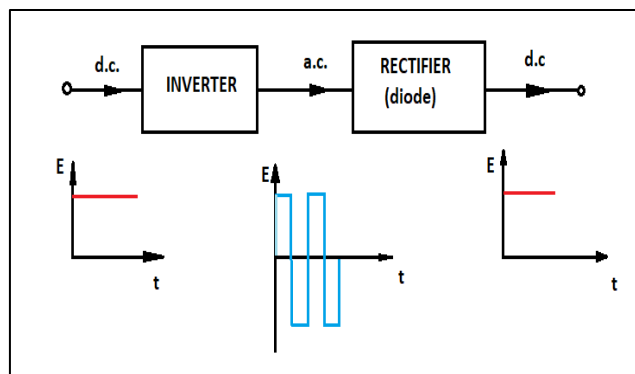 d.c.
INVERTER
a.c.
RECTIFIER
(diode)
d.c
E
t
E
t
E
t